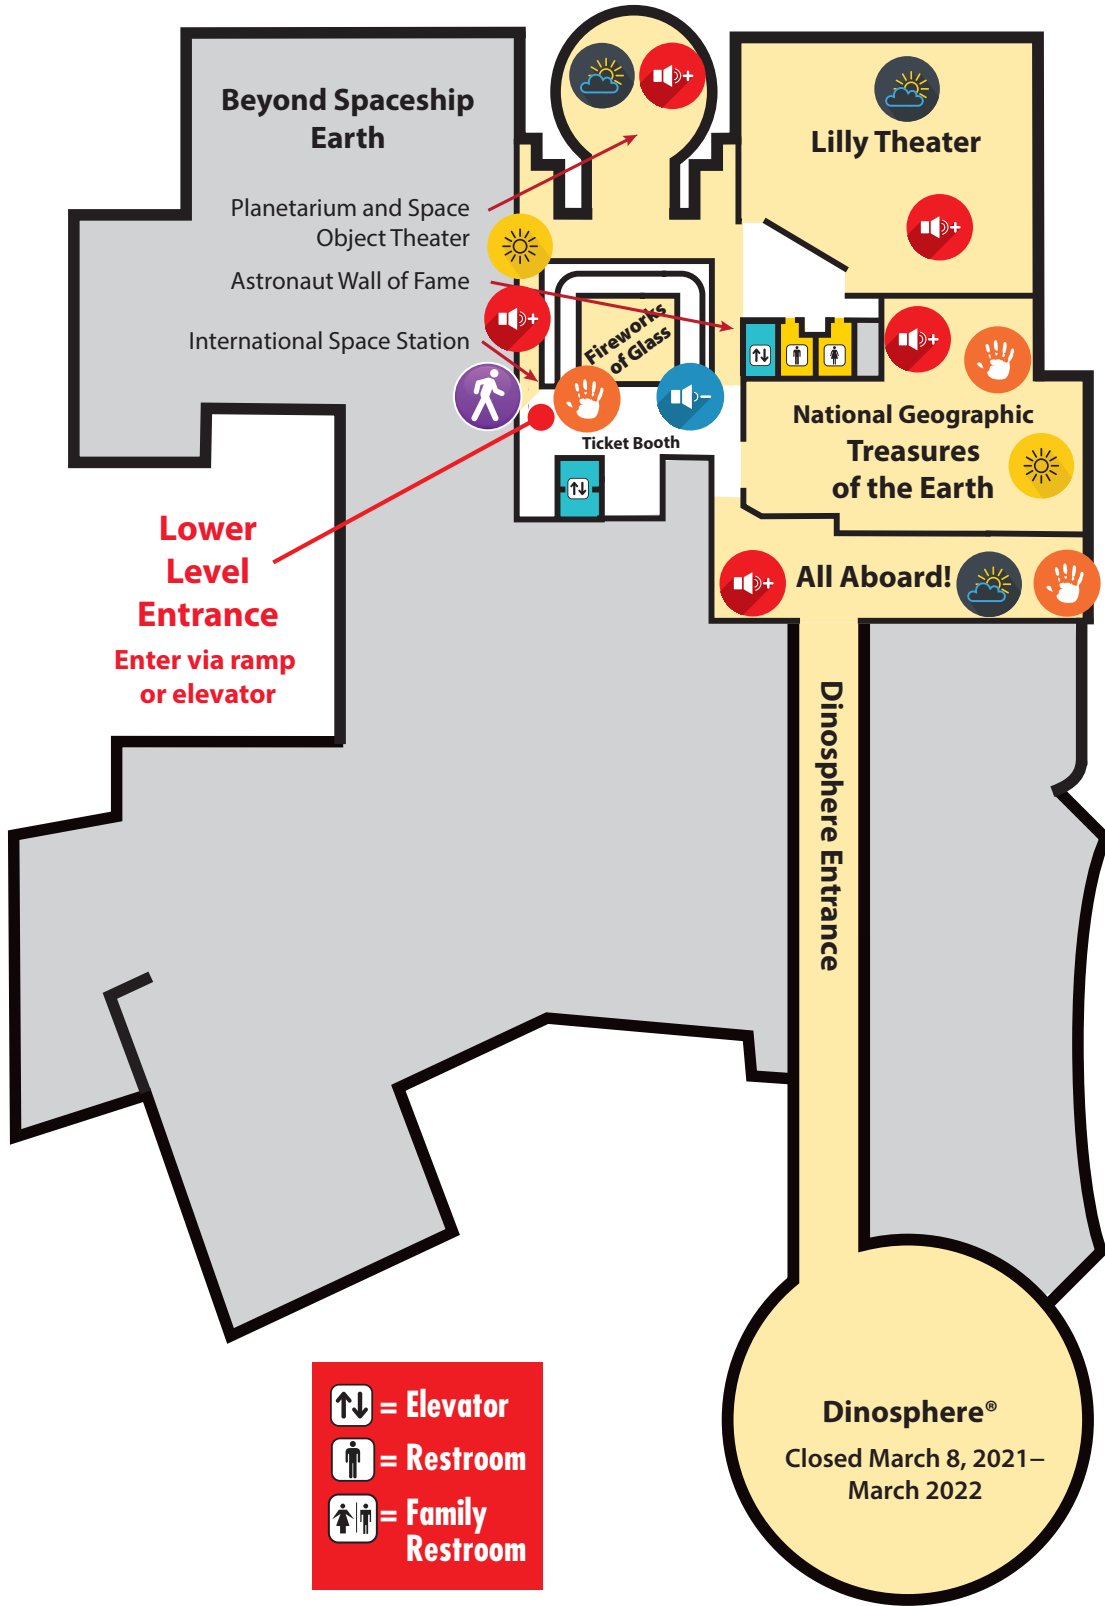 Beyond Spaceship
Earth
Planetarium and Space
Object Theater
Astronaut Wall of Fame
International Space Station
Lilly Theater
Fireworks
of Glass
Ticket Booth
National Geographic
Treasures
of the Earth
All Aboard!
Lower
Level
Entrance
Enter via ramp
or elevator
Dinosphere Entrance
Dinosphere®
Closed March 8, 2021–
March 2022
= Elevator
= Restroom
= Family
Restroom